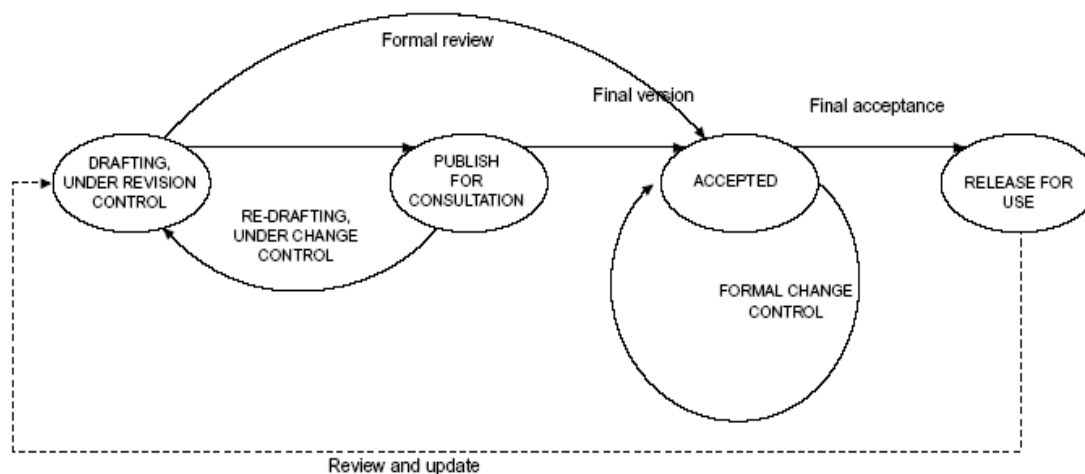 Formal review
Final version
Final acceptance
DRAFTING,
UNDER REVISION
CONTROL
PUBLISH
FOR
CONSULTATION
ACCEPTED
RELEASE FOR
USE
RE-DRAFTING,
UNDER CHANGE
CONTROL
FORMAL CHANGE
CONTROL
Review and update